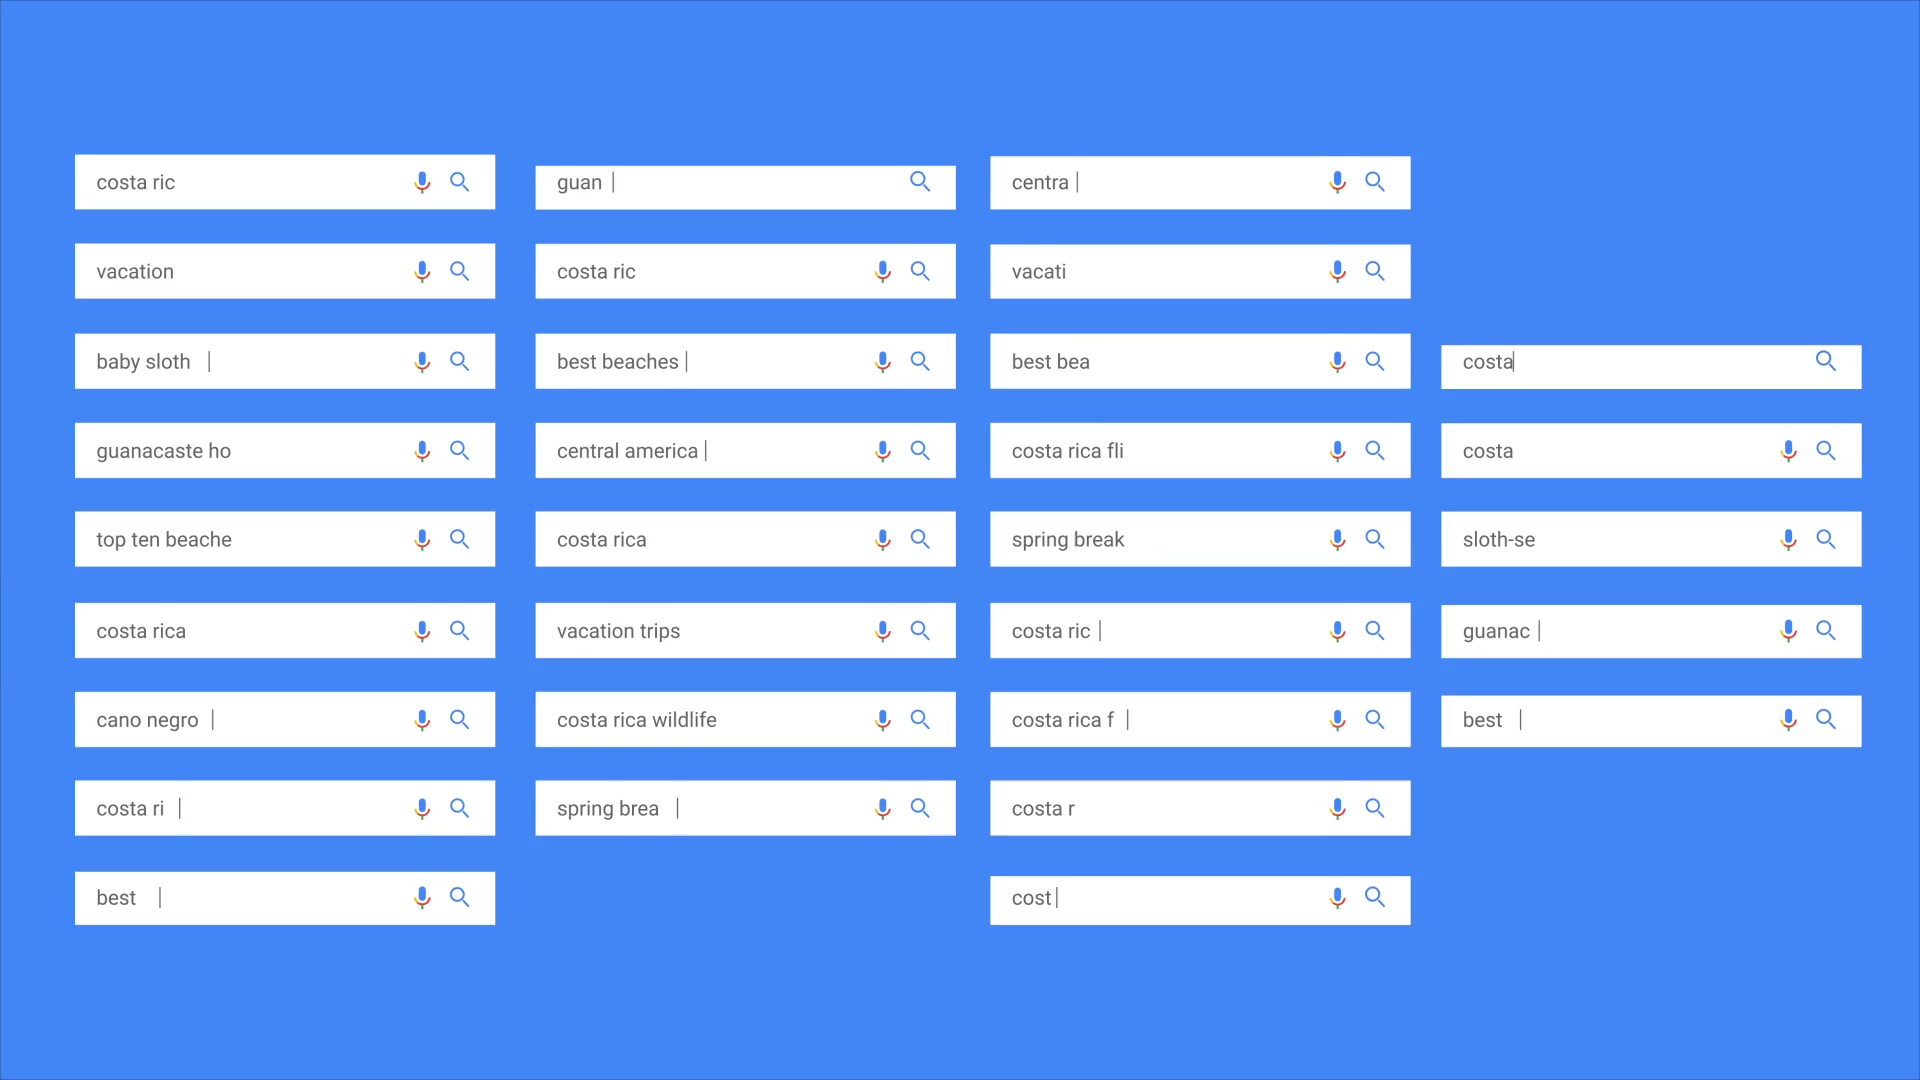 costa ric
vacation
baby sloth
guanacaste ho
top ten beache
costa rica
cano negro
costa ri
best
guan
costa ric
best beaches
central america
costa rica
vacation trips
costa rica wildlife
spring brea
centra
vacati
best bea
costa rica fli
spring break
costa ric
costa rica f
costa r
cost
costa
costa
sloth-se
guanac
best